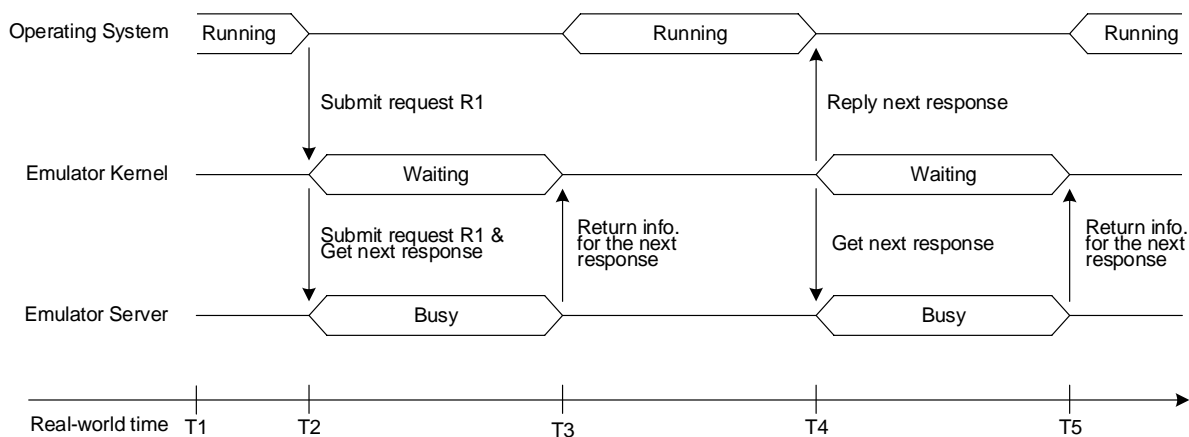 Operating System
Running
Running
Running
Submit request R1
Reply next response
Emulator Kernel
Waiting
Waiting
Submit request R1 &
Get next response
Return info.
for the next
response
Get next response
Return info.
for the next
response
Emulator Server
Busy
Busy
Real-world time
T1
T2
T3
T4
T5